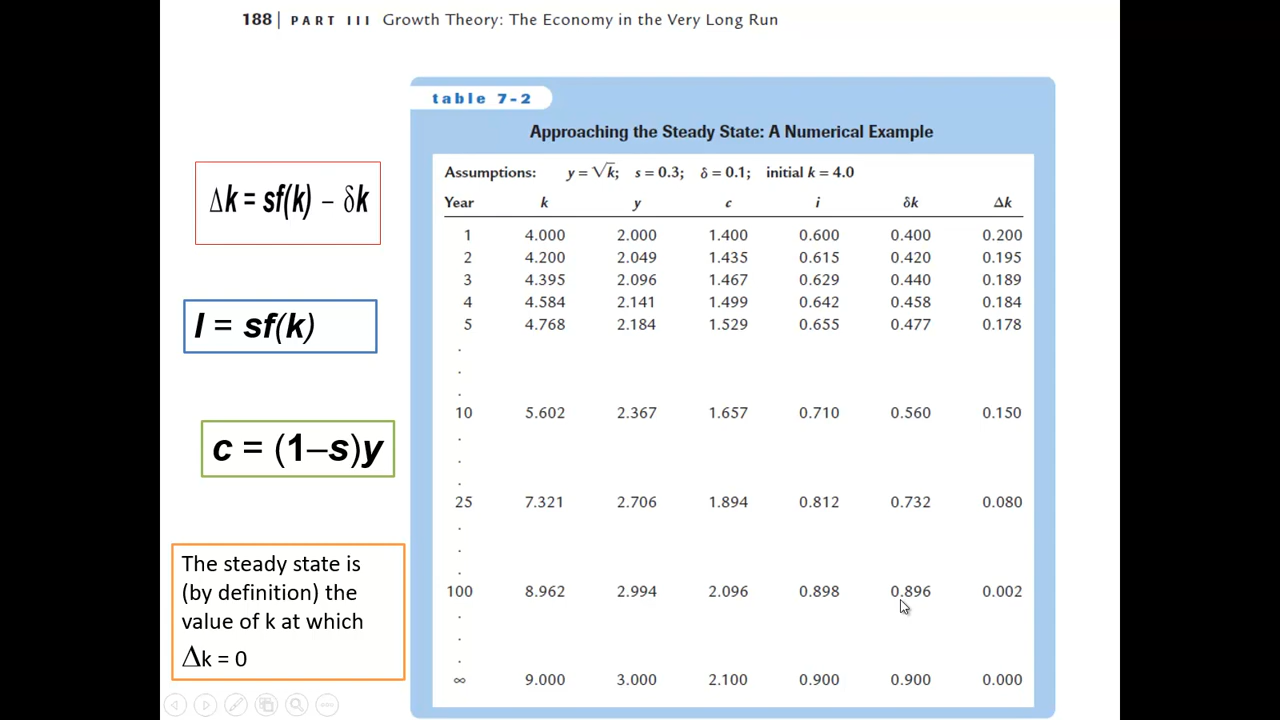 188 | PART III Growth Theory: The Economy in the Very Long Run
table 7-2
Approaching the Steady State: A Numerical Example
Assumptions: y = √k; s = 0.3; δ = 0.1; initial k = 4.0
Year k y c i δk Δk
1 4.000 2.000 1.400 0.600 0.400 0.200
2 4.200 2.049 1.435 0.615 0.420 0.195
3 4.395 2.096 1.467 0.629 0.440 0.189
4 4.584 2.141 1.499 0.642 0.458 0.184
5 4.768 2.184 1.529 0.655 0.477 0.178
.
.
.
10 5.602 2.367 1.657 0.710 0.560 0.150
.
.
.
25 7.321 2.706 1.894 0.812 0.732 0.080
.
.
.
100 8.962 2.994 2.096 0.898 0.896 0.002
.
.
.
∞ 9.000 3.000 2.100 0.900 0.900 0.000
Δk = sf(k) – δk
I = sf(k)
c = (1–s)y
The steady state is
(by definition) the
value of k at which
Δk = 0